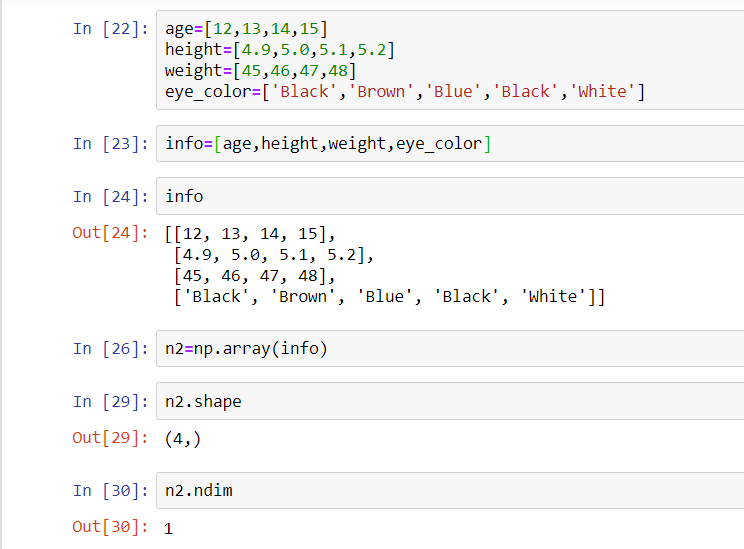 In [22]: age=[12,13,14,15]
height=[4.9,5.0,5.1,5.2]
weight=[45,46,47,48]
eye_color=['Black','Brown','Blue','Black','White']
In [23]: info=[age,height,weight,eye_color]
In [24]: info
Out[24]: [[12, 13, 14, 15],
[4.9, 5.0, 5.1, 5.2],
[45, 46, 47, 48],
['Black', 'Brown', 'Blue', 'Black', 'White']]
In [26]: n2=np.array(info)
In [29]: n2.shape
Out[29]: (4,)
In [30]: n2.ndim
Out[30]: 1